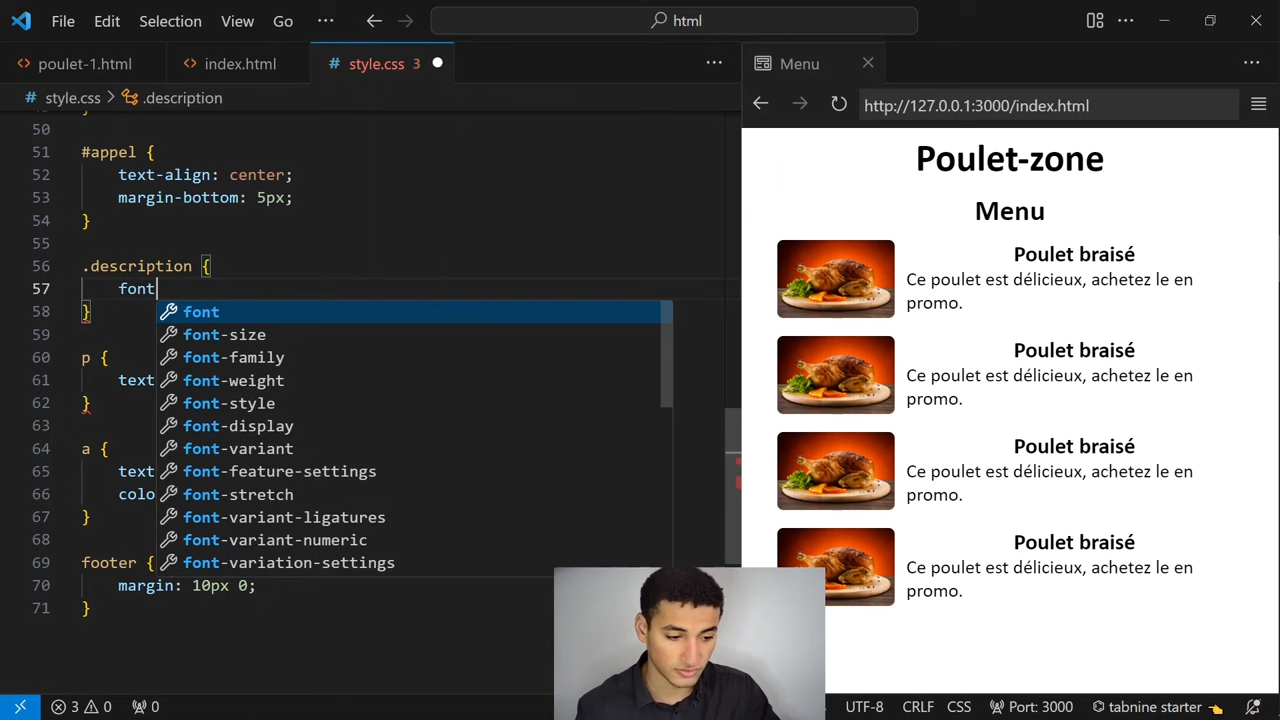 File Edit Selection View Go ··· html
poulet-1.html index.html # style.css 3
# style.css > .description
50
51 #appel {
52 text-align: center;
53 margin-bottom: 5px;
54 }
55
56 .description {
57 font
58 }
59
60 p {
61 text
62 }
63
64 a {
65 text
66 colo
67 }
68
69 footer {
70 margin: 10px 0;
71 }
font
font-size
font-family
font-weight
font-style
font-display
font-variant
font-feature-settings
font-stretch
font-variant-ligatures
font-variant-numeric
font-variation-settings
Menu
http://127.0.0.1:3000/index.html
Poulet-zone
Menu
Poulet braisé
Ce poulet est délicieux, achetez le en
promo.
Poulet braisé
Ce poulet est délicieux, achetez le en
promo.
Poulet braisé
Ce poulet est délicieux, achetez le en
promo.
Poulet braisé
Ce poulet est délicieux, achetez le en
promo.
3 0 0 UTF-8 CRLF CSS Port: 3000 tabnine starter